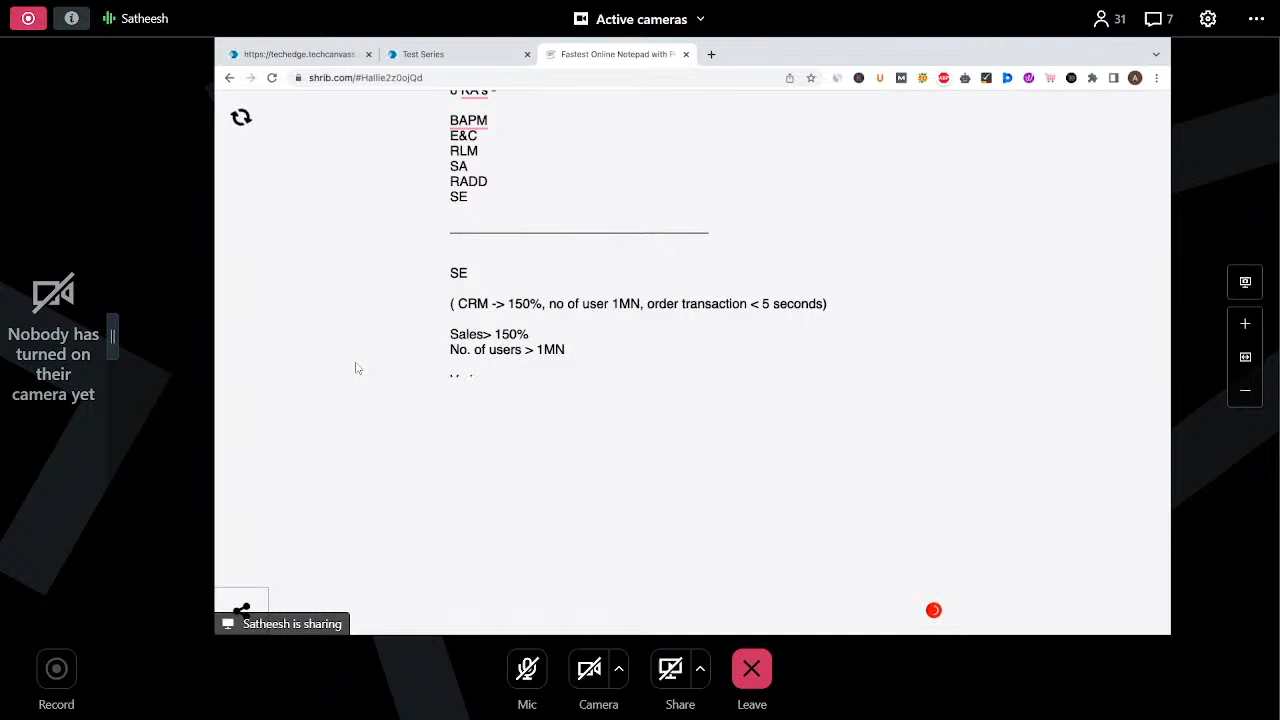 Satheesh
Active cameras
31
7
https://techedge.techcanvass
Test Series
Fastest Online Notepad with P
shrib.com/#Hallie2z0ojQd
BAPM
E&C
RLM
SA
RADD
SE
SE
( CRM -> 150%, no of user 1MN, order transaction < 5 seconds)
Sales> 150%
No. of users > 1MN
Nobody has
turned on
their
camera yet
Satheesh is sharing
Record
Mic
Camera
Share
Leave